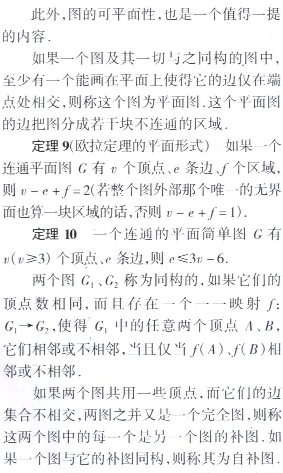 此外,图的可平面性,也是一个值得一提
的内容.
如果一个图及其一切与之同构的图中,
至少有一个能画在平面上使得它的边仅在端
点处相交,则称这个图为平面图.这个平面图
的边把图分成若干块不连通的区域.
定理9(欧拉定理的平面形式) 如果一个
连通平面图 G 有 v 个顶点、e 条边、f 个区域,
则 v - e + f = 2(若整个图外部那个唯一的无界
面也算一块区域的话,否则 v - e + f = 1).
定理 10 一个连通的平面简单图 G 有
v(v≥3) 个顶点、e 条边,则 e≤3v - 6.
两个图 G₁、G₂ 称为同构的,如果它们的
顶点数相同,而且存在一个一一映射 f:
G₁→G₂,使得 G₁ 中的任意两个顶点 A、B,
它们相邻或不相邻,当且仅当 f(A)、f(B)相
邻或不相邻.
如果两个图共用一些顶点,而它们的边
集合不相交,两图之并又是一个完全图,则称
这两个图中的每一个是另一个图的补图.如
果一个图与它的补图同构,则称其为自补图.